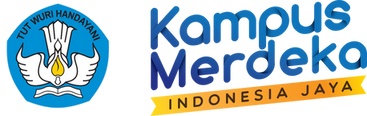 TUT WURI HANDAYANI
Kampus
Merdeka
INDONESIA JAYA